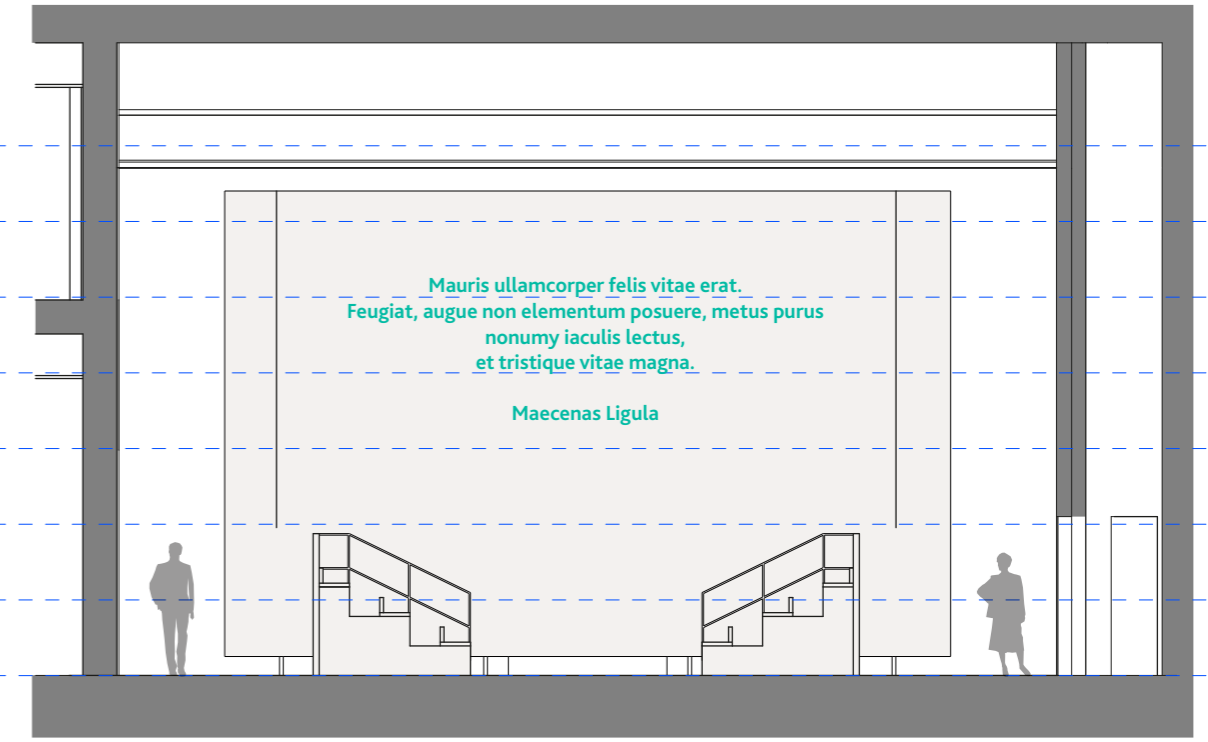 Mauris ullamcorper felis vitae erat.
Feugiat, augue non elementum posuere, metus purus
nonumy iaculis lectus,
et tristique vitae magna.
Maecenas Ligula